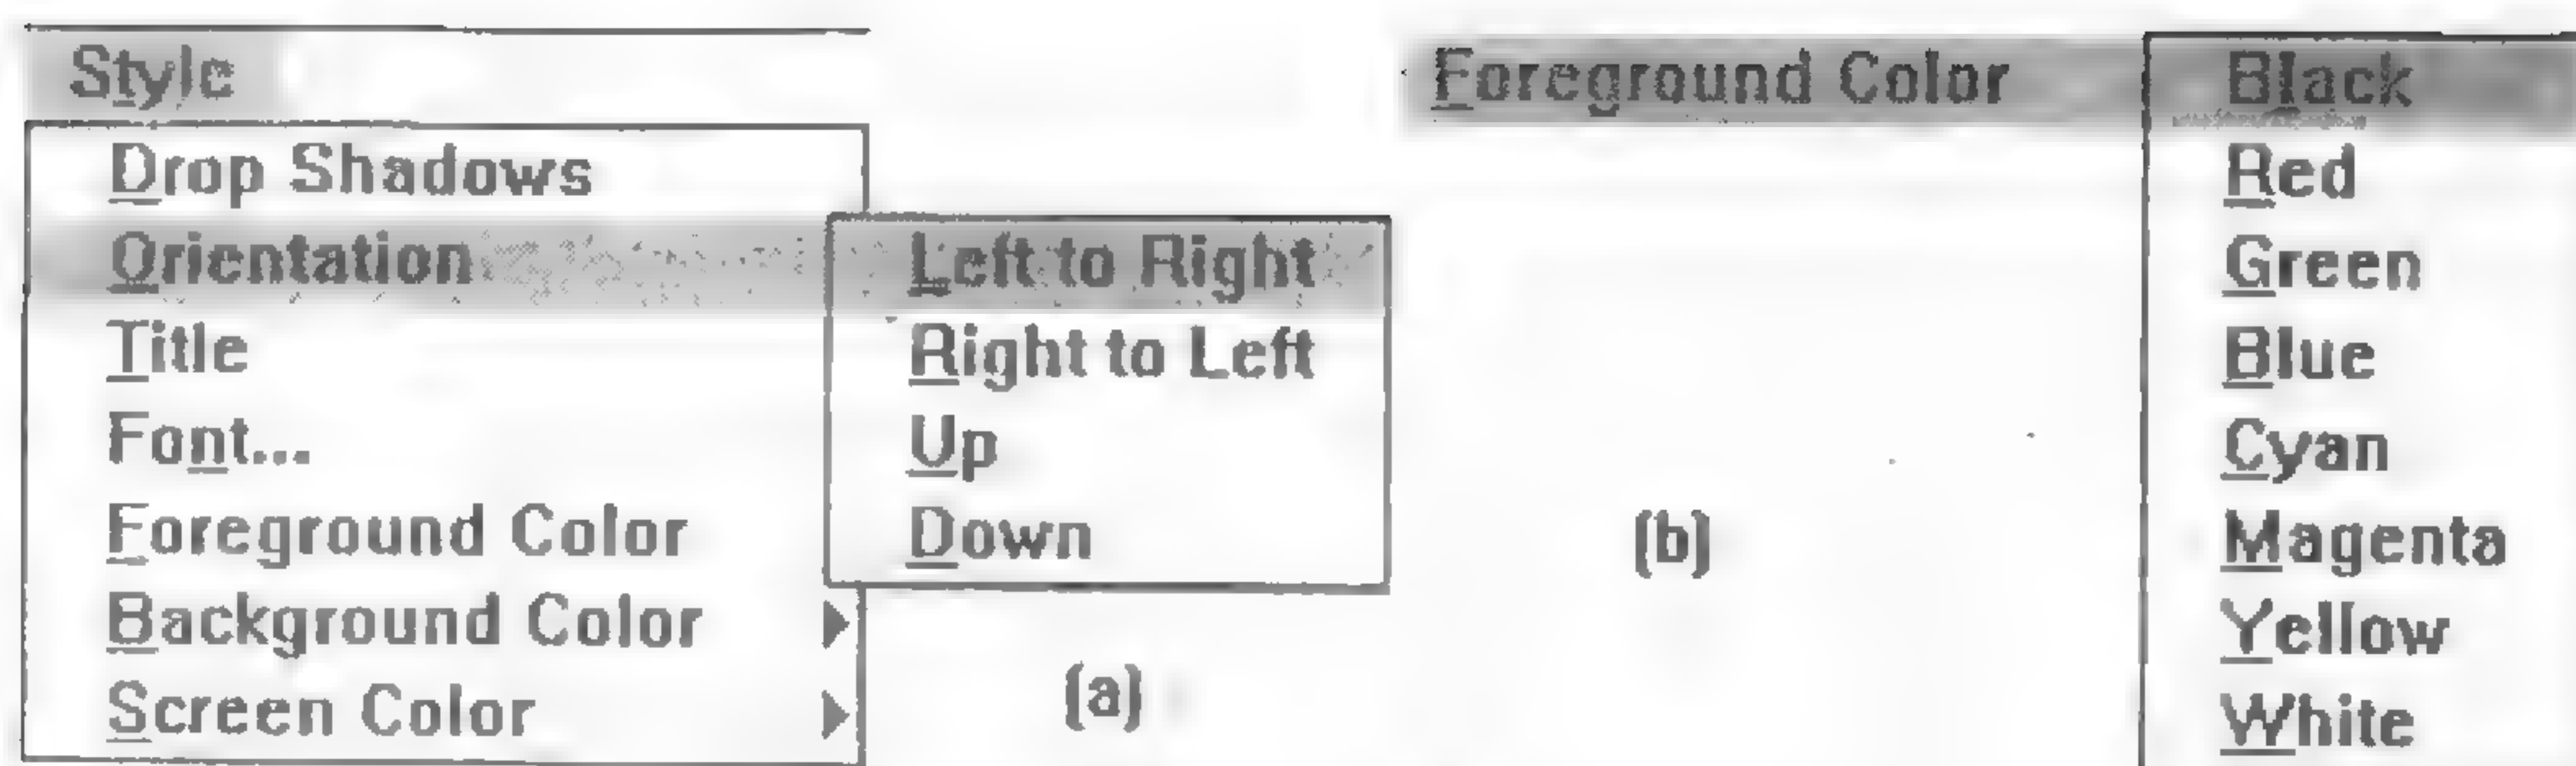 Style
Drop Shadows
Orientation
Title
Font...
Foreground Color
Background Color
Screen Color
Left to Right
Right to Left
Up
Down
(a)
Foreground Color
(b)
Black
Red
Green
Blue
Cyan
Magenta
Yellow
White